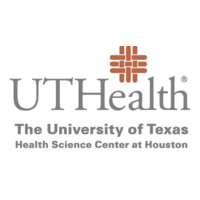 UTHealth®
The University of Texas
Health Science Center at Houston